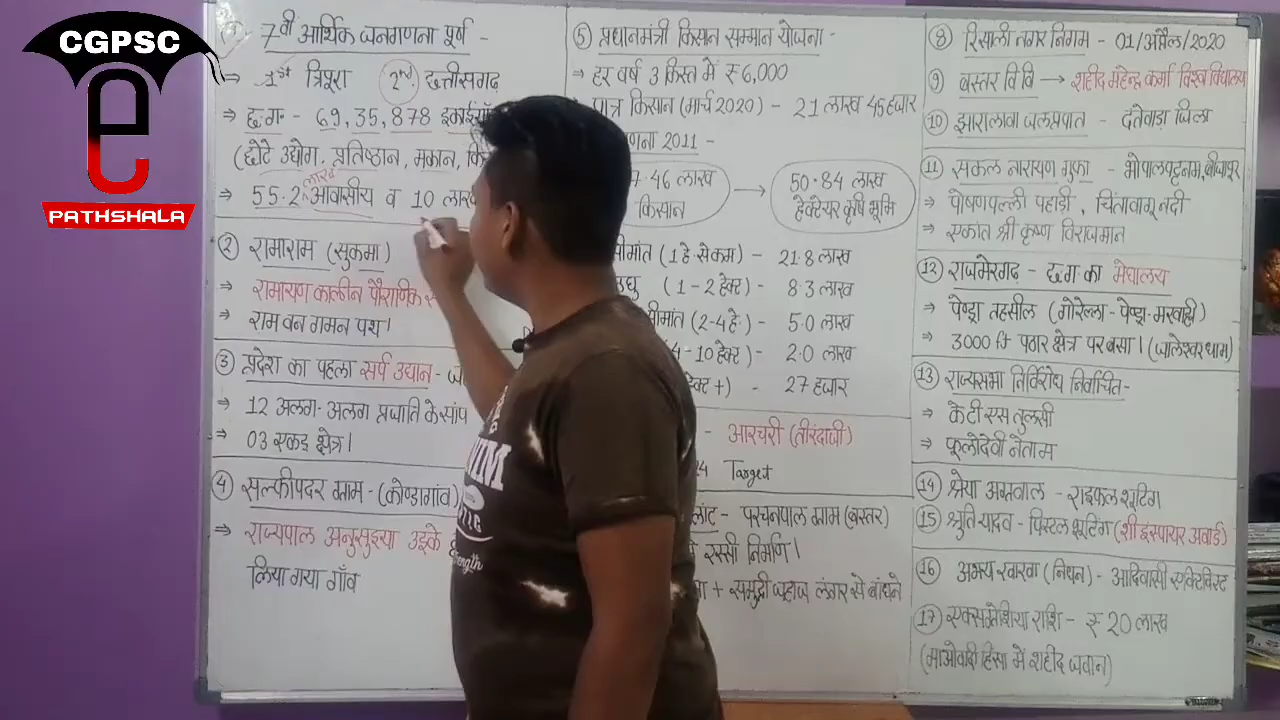 CGPSC
e
PATHSHALA
① 7वी आर्थिक जनगणना पूर्ण -
⇒ 1st त्रिपूरा 2nd छत्तीसगढ़
⇒ छ.ग. - 69,35,878 इकाईयाँ
(छोटे उद्योग, प्रतिष्ठान, मकान,
⇒ 55.2 लाख आवासीय व 10 लाख
② रामाराम (सुकमा)
⇒ रामायण कालीन पौराणिक
⇒ राम वन गमन पथ।
③ प्रदेश का पहला सर्प उद्यान -
⇒ 12 अलग-अलग प्रजाति के सांप
⇒ 03 एकड़ क्षेत्र।
④ सल्फीपदर ग्राम - (कोण्डागांव)
⇒ राज्यपाल अनुसुइया उइके
लिया गया गाँव
⑤ प्रधानमंत्री किसान सम्मान योजना -
⇒ हर वर्ष 3 किस्त में ₹ 6,000
पात्र किसान (मार्च 2020) - 21 लाख 45 हजार
गणना 2011 -
7.46 लाख किसान → 50.84 लाख हेक्टेयर कृषि भूमि
सीमांत (1 हे. से कम) - 21.8 लाख
लघु (1-2 हेक्टे) - 8.3 लाख
सीमांत (2-4 हे.) - 5.0 लाख
4-10 हेक्टे) - 2.0 लाख
हेक्टे +) - 27 हजार
- आरचरी (तीरंदाजी)
Target
- परचनपाल ग्राम (बस्तर)
रस्सी निर्माण।
+ समुद्री जहाज लंगर से बांधने
⑧ रिसाली नगर निगम - 01/अप्रैल/2020
⑨ बस्तर वि वि → शहीद महेन्द्र कर्मा विश्व विद्यालय
⑩ झारालावा जलप्रपात - दंतेवाड़ा जिला
⑪ सकल नारायण गुफा - भोपालपट्टनम, बीजापूर
⇒ पोषणपल्ली पहाड़ी, चिंतावागू नदी
⇒ एकांत श्री कृष्ण विराजमान
⑫ राजमेरगढ़ - छ.ग का मेघालय
⇒ पेण्ड्रा तहसील (गोरेल्ला-पेण्ड्रा-मरवाही)
⇒ 3000 ft पठार क्षेत्र पर बसा। (जालेश्वर धाम)
⑬ राज्यसभा निर्विरोध निर्वाचित -
⇒ के टी एस तुलसी
⇒ फूलोदेवी नेताम
⑭ श्रेया अग्रवाल - राइफल शूटिंग
⑮ श्रुति यादव - पिस्टल शूटिंग (शी इंस्पायर अवार्ड)
⑯ अभय खाखा (निधन) - आदिवासी एक्टिविस्ट
⑰ एक्सग्रेशिया राशि - ₹ 20 लाख
(माओवादी हिंसा में शहीद जवान)